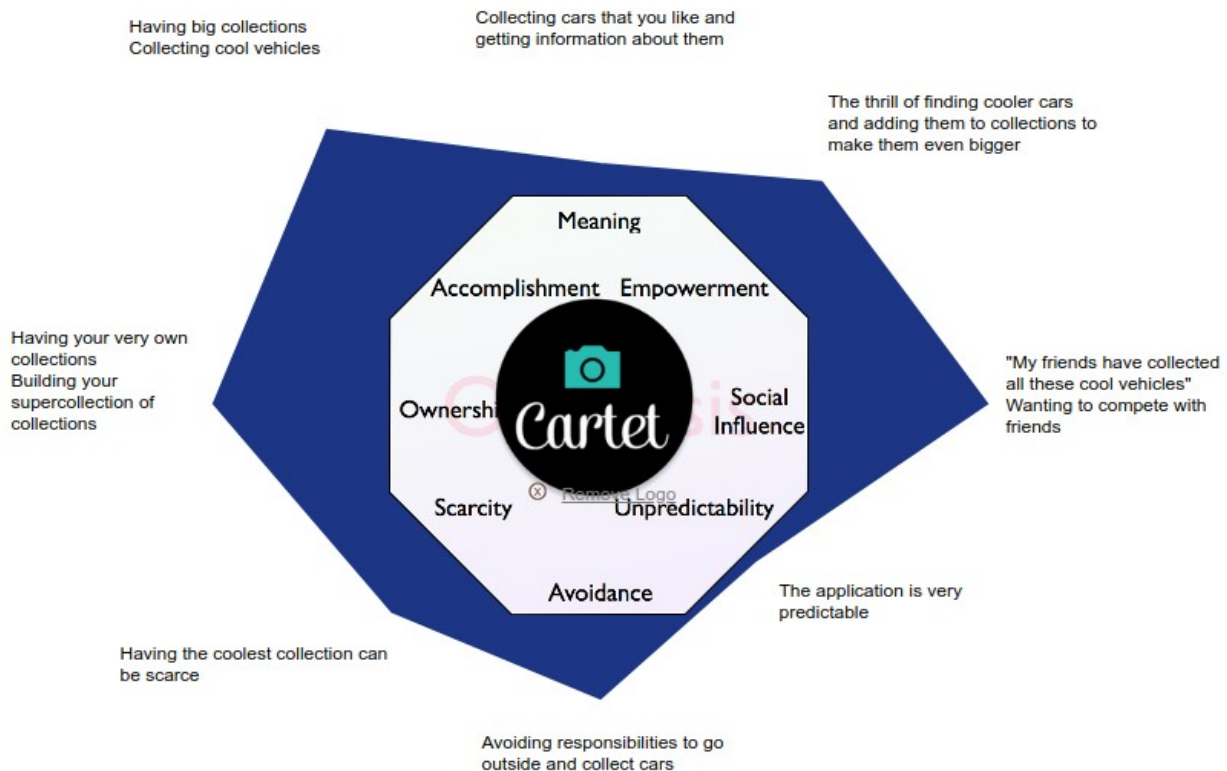 Having big collections
Collecting cool vehicles
Collecting cars that you like and
getting information about them
The thrill of finding cooler cars
and adding them to collections to
make them even bigger
Meaning
Accomplishment
Empowerment
Having your very own
collections
Building your
supercollection of
collections
Ownershi
Cartet
Social
Influence
"My friends have collected
all these cool vehicles"
Wanting to compete with
friends
Remove Logo
Scarcity
Unpredictability
Avoidance
The application is very
predictable
Having the coolest collection can
be scarce
Avoiding responsibilities to go
outside and collect cars